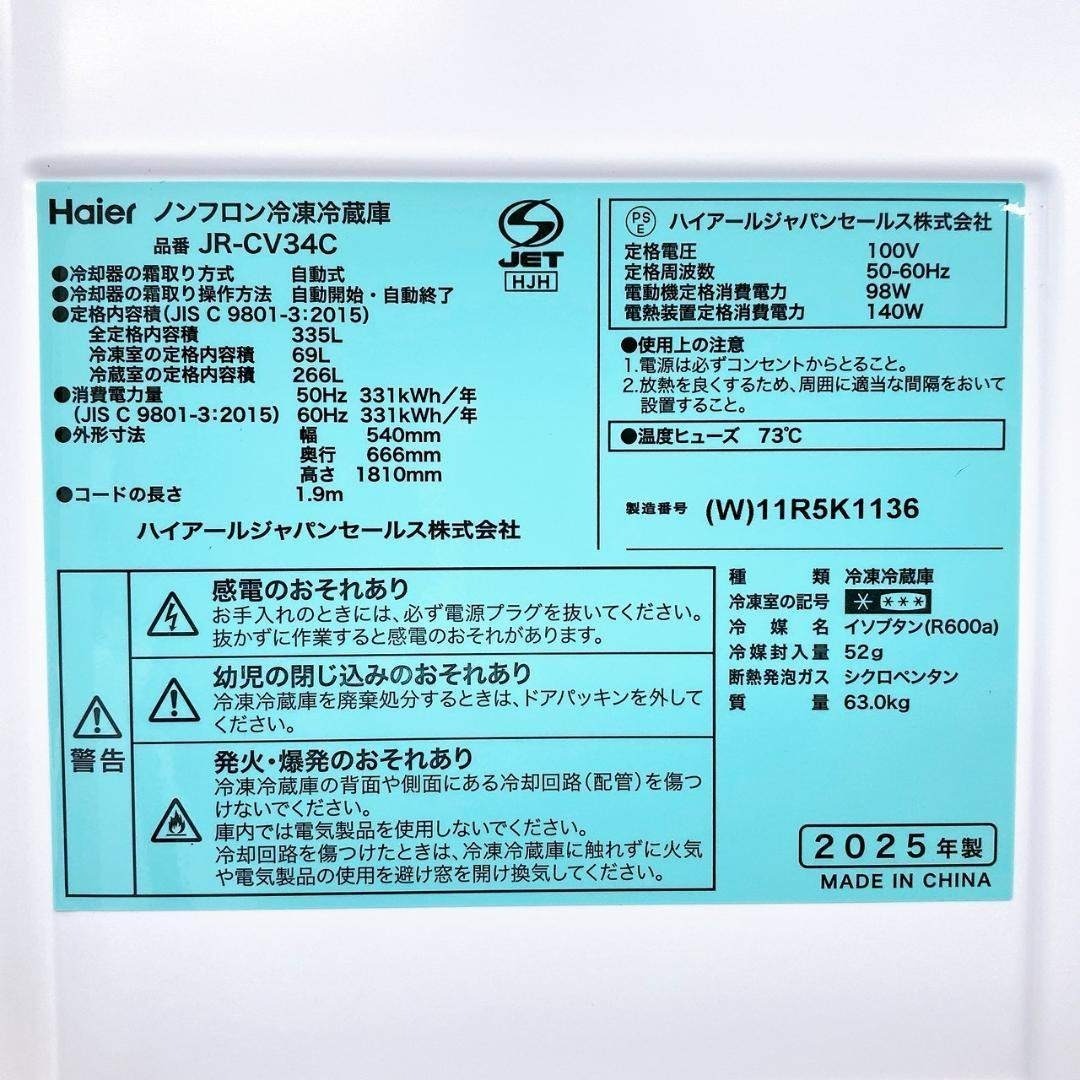 Haier ノンフロン冷凍冷蔵庫
品番 JR-CV34C
●冷却器の霜取り方式 自動式
●冷却器の霜取り操作方法 自動開始・自動終了
●定格内容積(JIS C 9801-3:2015)
全定格内容積 335L
冷凍室の定格内容積 69L
冷蔵室の定格内容積 266L
●消費電力量 50Hz 331kWh/年
(JIS C 9801-3:2015) 60Hz 331kWh/年
●外形寸法 幅 540mm
奥行 666mm
高さ 1810mm
●コードの長さ 1.9m
ハイアールジャパンセールス株式会社
JET
HJH
PSE ハイアールジャパンセールス株式会社
定格電圧 100V
定格周波数 50-60Hz
電動機定格消費電力 98W
電熱装置定格消費電力 140W
●使用上の注意
1.電源は必ずコンセントからとること。
2.放熱を良くするため、周囲に適当な間隔をおいて
設置すること。
●温度ヒューズ 73℃
製造番号 (W)11R5K1136
警告
感電のおそれあり
お手入れのときには、必ず電源プラグを抜いてください。
抜かずに作業すると感電のおそれがあります。
幼児の閉じ込みのおそれあり
冷凍冷蔵庫を廃棄処分するときは、ドアパッキンを外して
ください。
発火・爆発のおそれあり
冷凍冷蔵庫の背面や側面にある冷却回路(配管)を傷つ
けないでください。
庫内では電気製品を使用しないでください。
冷却回路を傷つけたときは、冷凍冷蔵庫に触れずに火気
や電気製品の使用を避け窓を開け換気してください。
種類 冷凍冷蔵庫
冷凍室の記号 * ***
冷媒名 イソブタン(R600a)
冷媒封入量 52g
断熱発泡ガス シクロペンタン
質量 63.0kg
2025年製
MADE IN CHINA